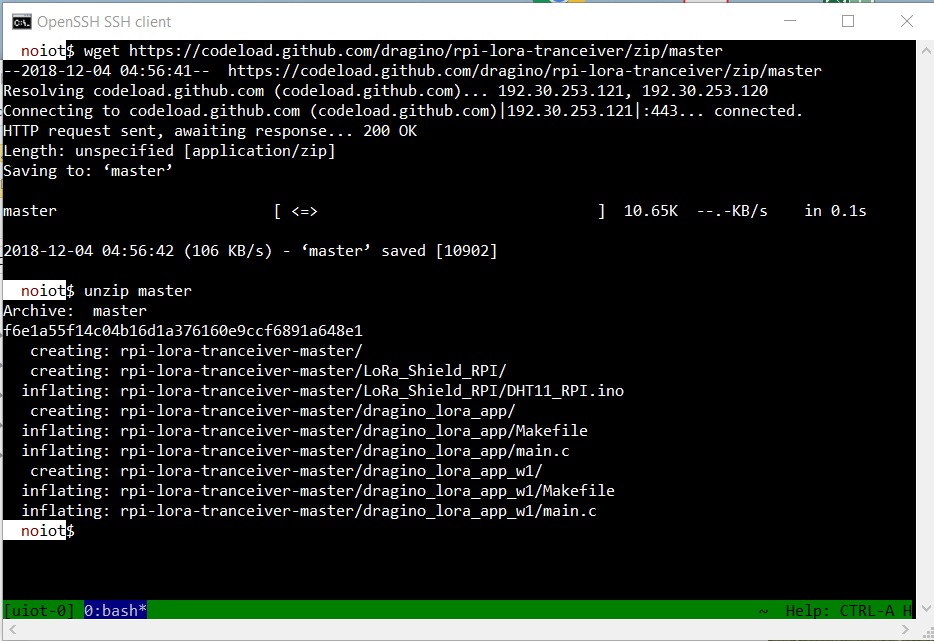 OpenSSH SSH client
noiot$ wget https://codeload.github.com/dragino/rpi-lora-tranceiver/zip/master
--2018-12-04 04:56:41--  https://codeload.github.com/dragino/rpi-lora-tranceiver/zip/master
Resolving codeload.github.com (codeload.github.com)... 192.30.253.121, 192.30.253.120
Connecting to codeload.github.com (codeload.github.com)|192.30.253.121|:443... connected.
HTTP request sent, awaiting response... 200 OK
Length: unspecified [application/zip]
Saving to: ‘master’
master                        [ <=>                               ]  10.65K  --.-KB/s    in 0.1s
2018-12-04 04:56:42 (106 KB/s) - ‘master’ saved [10902]
noiot$ unzip master
Archive:  master
f6e1a55f14c04b16d1a376160e9ccf6891a648e1
   creating: rpi-lora-tranceiver-master/
   creating: rpi-lora-tranceiver-master/LoRa_Shield_RPI/
  inflating: rpi-lora-tranceiver-master/LoRa_Shield_RPI/DHT11_RPI.ino
   creating: rpi-lora-tranceiver-master/dragino_lora_app/
  inflating: rpi-lora-tranceiver-master/dragino_lora_app/Makefile
  inflating: rpi-lora-tranceiver-master/dragino_lora_app/main.c
   creating: rpi-lora-tranceiver-master/dragino_lora_app_w1/
  inflating: rpi-lora-tranceiver-master/dragino_lora_app_w1/Makefile
  inflating: rpi-lora-tranceiver-master/dragino_lora_app_w1/main.c
noiot$
[uiot-0] 0:bash*                                                                    ~  Help: CTRL-A H